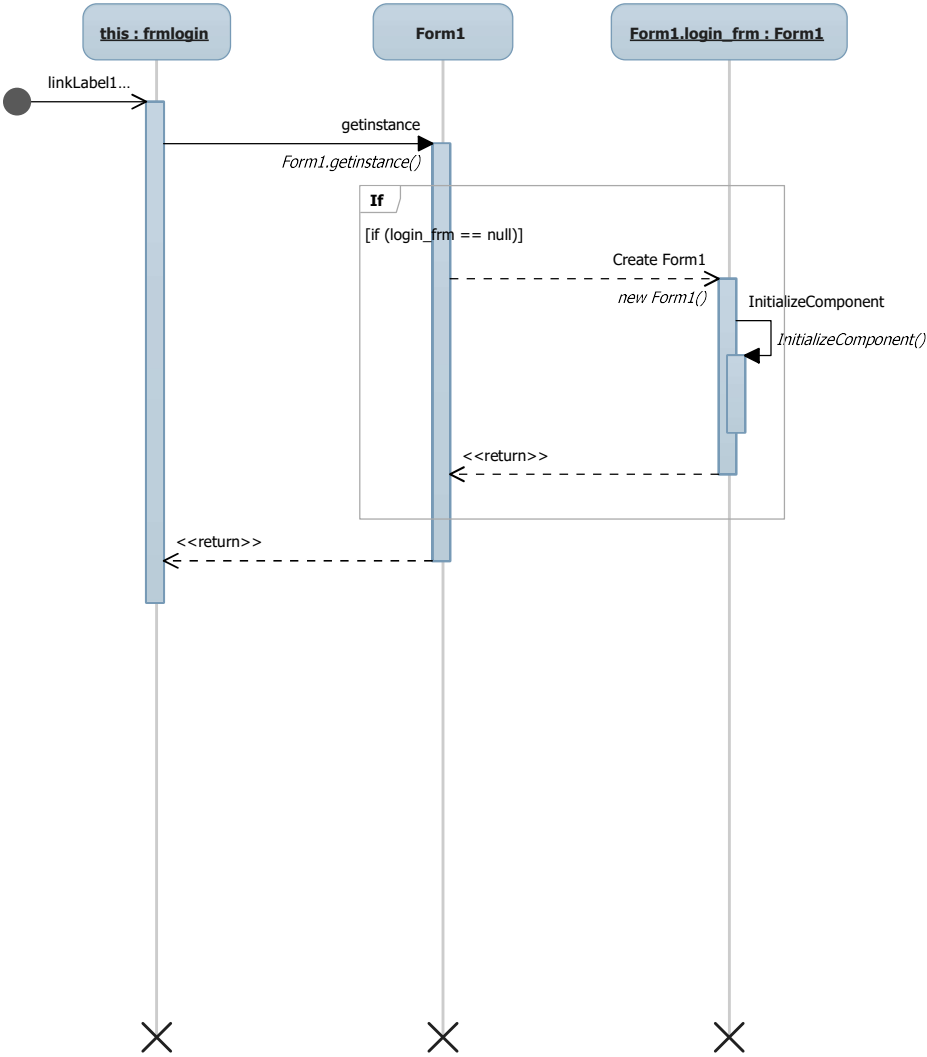 this : frmlogin
Form1
Form1.login_frm : Form1
linkLabel1...
getinstance
Form1.getinstance()
If
[if (login_frm == null)]
Create Form1
new Form1()
InitializeComponent
InitializeComponent()
<<return>>
<<return>>